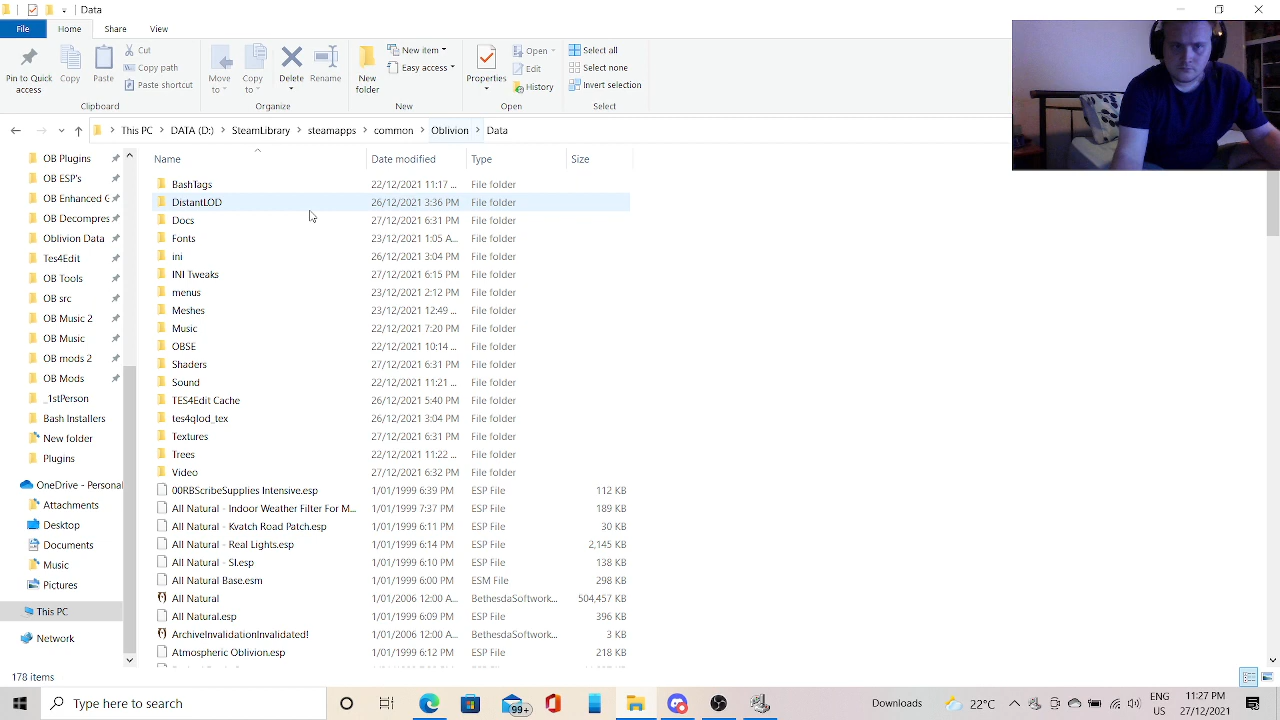 Data
File Home Share View
Pin to Quick access
Copy
Paste
Cut
Copy path
Paste shortcut
Clipboard
Move to
Copy to
Delete
Rename
Organize
New folder
New item
Easy access
New
Properties
Open
Edit
History
Open
Select all
Select none
Invert selection
Select
This PC > DATA (D:) > SteamLibrary > steamapps > common > Oblivion > Data
Name Date modified Type Size
OB Plugins
OB ESP's
OB Enhanced
OB Decompre
Oblivion Data
Tes4Edit
OB Tools
OB src
OB Music 2
OB Music
OB mods 2
OB Mods
_1stPerson
Bash Installers
New folder
Plugins
OneDrive - Personal
Attachments
Desktop
Documents
Music
Pictures
This PC
Network
BashTags 22/12/2021 11:17 ... File folder
DistantLOD 26/12/2021 3:36 PM File folder
Docs 27/12/2021 6:31 PM File folder
Fonts 23/12/2021 1:05 A... File folder
ini 26/12/2021 3:04 PM File folder
INI Tweaks 27/12/2021 6:15 PM File folder
menus 23/12/2021 2:12 PM File folder
Meshes 23/12/2021 12:49 ... File folder
Music 22/12/2021 7:20 PM File folder
OBSE 22/12/2021 10:14 ... File folder
Shaders 27/12/2021 6:31 PM File folder
Sound 22/12/2021 11:21 ... File folder
TES4Edit Cache 26/12/2021 5:40 PM File folder
tes4qlod_tex 26/12/2021 3:04 PM File folder
Textures 27/12/2021 6:31 PM File folder
Trees 22/12/2021 11:22 ... File folder
Video 27/12/2021 6:32 PM File folder
00RBScribeSupplies Intensive.esp 1/01/1999 6:39 PM ESP File 112 KB
All Natural - Indoor Weather Filter For M... 1/01/1999 7:37 PM ESP File 189 KB
All Natural - Kvatch Road Patch.esp 1/01/1999 6:11 PM ESP File 30 KB
All Natural - Real Lights.esp 1/01/1999 6:14 PM ESP File 2,145 KB
All Natural - SI.esp 1/01/1999 6:10 PM ESP File 138 KB
All Natural Base.esm 1/01/1999 6:00 PM ESM File 298 KB
All Natural 1/01/2006 12:00 A... BethesdaSoftwork... 504,457 KB
All Natural.esp 1/01/1999 6:09 PM ESP File 396 KB
ArchiveInvalidationInvalidated! 1/01/2006 12:00 A... BethesdaSoftwork... 3 KB
Atmospheric Oblivion.esp 1/01/1999 6:12 PM ESP File 218 KB
178 items
Type here to search
Downloads
22°C
ENG
11:27 PM
27/12/2021